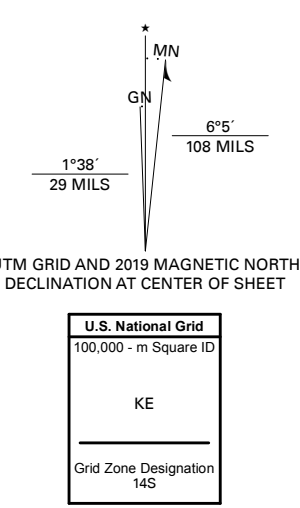 ★
MN
GN
6°5´
108 MILS
1°38´
29 MILS
UTM GRID AND 2019 MAGNETIC NORTH
DECLINATION AT CENTER OF SHEET
U.S. National Grid
100,000 - m Square ID
KE
Grid Zone Designation
14S